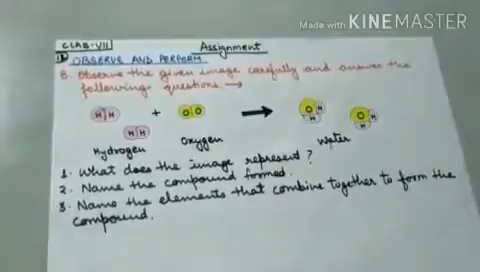 Made with KINEMASTER
CLAB-VII
Assignment
1 OBSERVE AND PERFORM
B. Observe the given image carefully and answer the
following questions.→
H H + O O → O H H O H H
H H
Hydrogen Oxygen Water
1. What does the image represent?
2. Name the compound formed.
3. Name the elements that combine together to form the
compound.